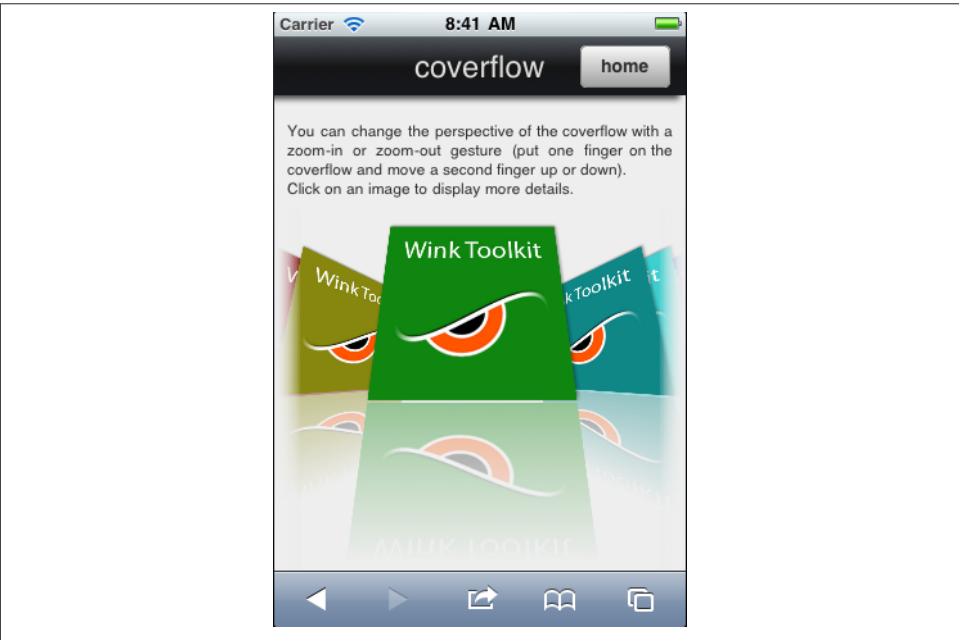 Carrier 8:41 AM
coverflow home
You can change the perspective of the coverflow with a
zoom-in or zoom-out gesture (put one finger on the
coverflow and move a second finger up or down).
Click on an image to display more details.
Wink Toolkit
Wink Toolkit